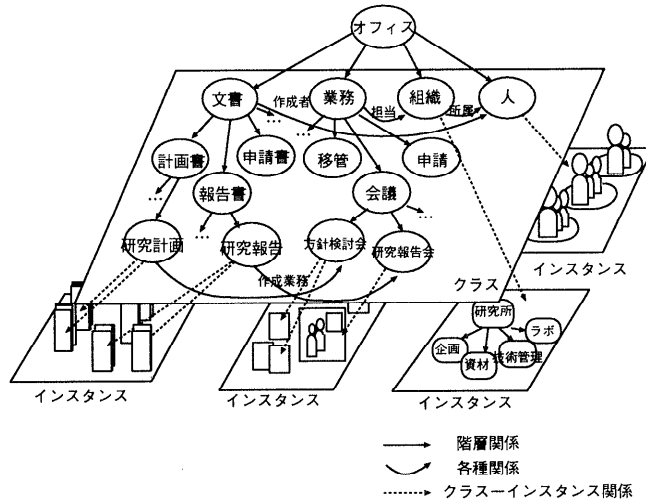 オフィス
文書
作成者
業務
担当
組織
所属
人
...
...
計画書
申請書
移管
申請
...
報告書
会議
...
...
研究計画
研究報告
方針検討会
研究報告会
作成業務
クラス
インスタンス
研究所
ラボ
企画
技術管理
資材
インスタンス
インスタンス
インスタンス
階層関係
各種関係
クラスーインスタンス関係